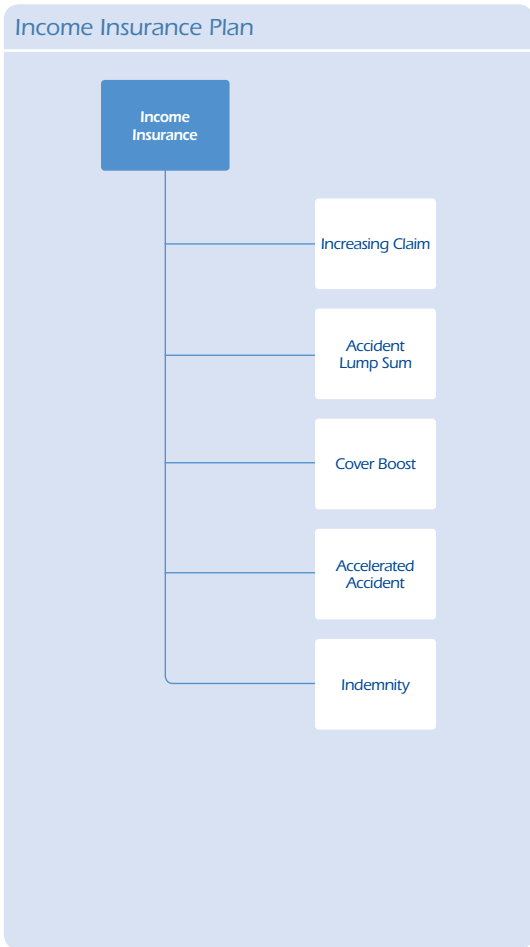 Income Insurance Plan
Income
Insurance
Increasing Claim
Accident
Lump Sum
Cover Boost
Accelerated
Accident
Indemnity